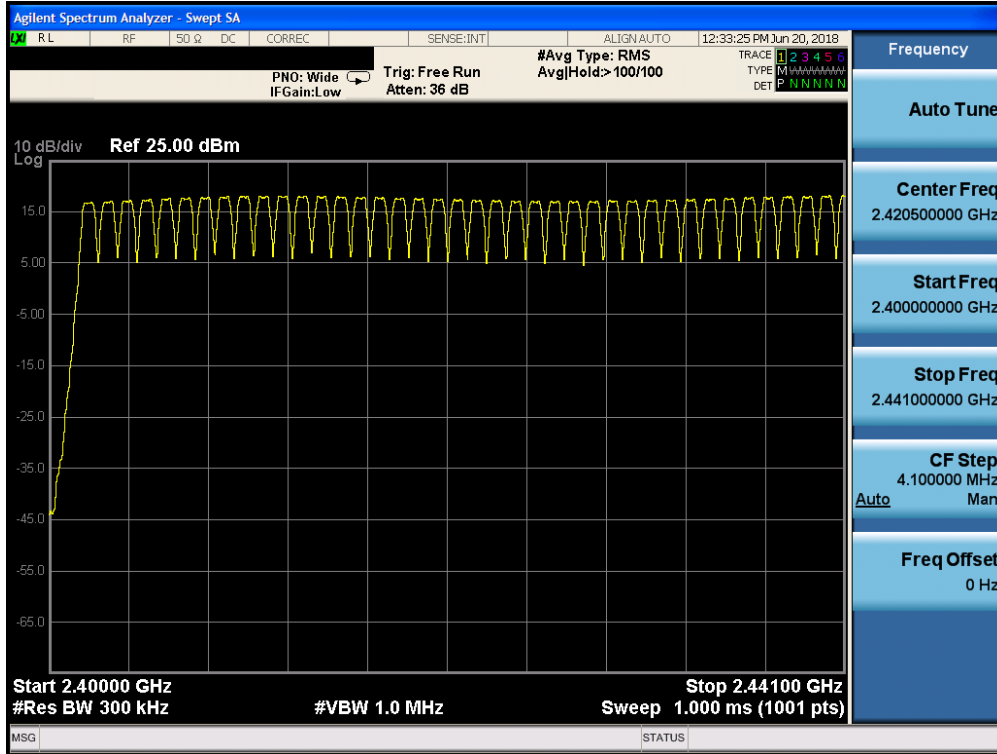 Agilent Spectrum Analyzer - Swept SA
LXI RL RF 50 Ω DC CORREC SENSE:INT ALIGN AUTO 12:33:25 PM Jun 20, 2018
PNO: Wide
IFGain:Low
Trig: Free Run
Atten: 36 dB
#Avg Type: RMS
Avg|Hold:>100/100
TRACE 1 2 3 4 5 6
TYPE M WWWWW
DET P N N N N N
10 dB/div Ref 25.00 dBm
Log
15.0
5.00
-5.00
-15.0
-25.0
-35.0
-45.0
-55.0
-65.0
Start 2.40000 GHz Stop 2.44100 GHz
#Res BW 300 kHz #VBW 1.0 MHz Sweep 1.000 ms (1001 pts)
MSG STATUS
Frequency
Auto Tune
Center Freq
2.420500000 GHz
Start Freq
2.400000000 GHz
Stop Freq
2.441000000 GHz
CF Step
4.100000 MHz
Auto Man
Freq Offset
0 Hz